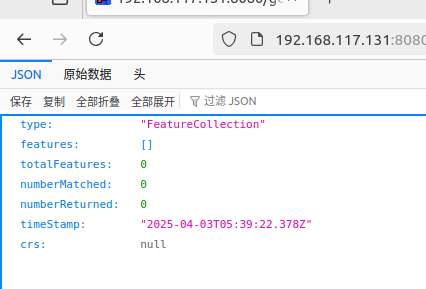 192.168.117.131:8080/ge
192.168.117.131:8080
JSON 原始数据 头
保存 复制 全部折叠 全部展开 过滤 JSON
type: "FeatureCollection"
features: []
totalFeatures: 0
numberMatched: 0
numberReturned: 0
timeStamp: "2025-04-03T05:39:22.378Z"
crs: null